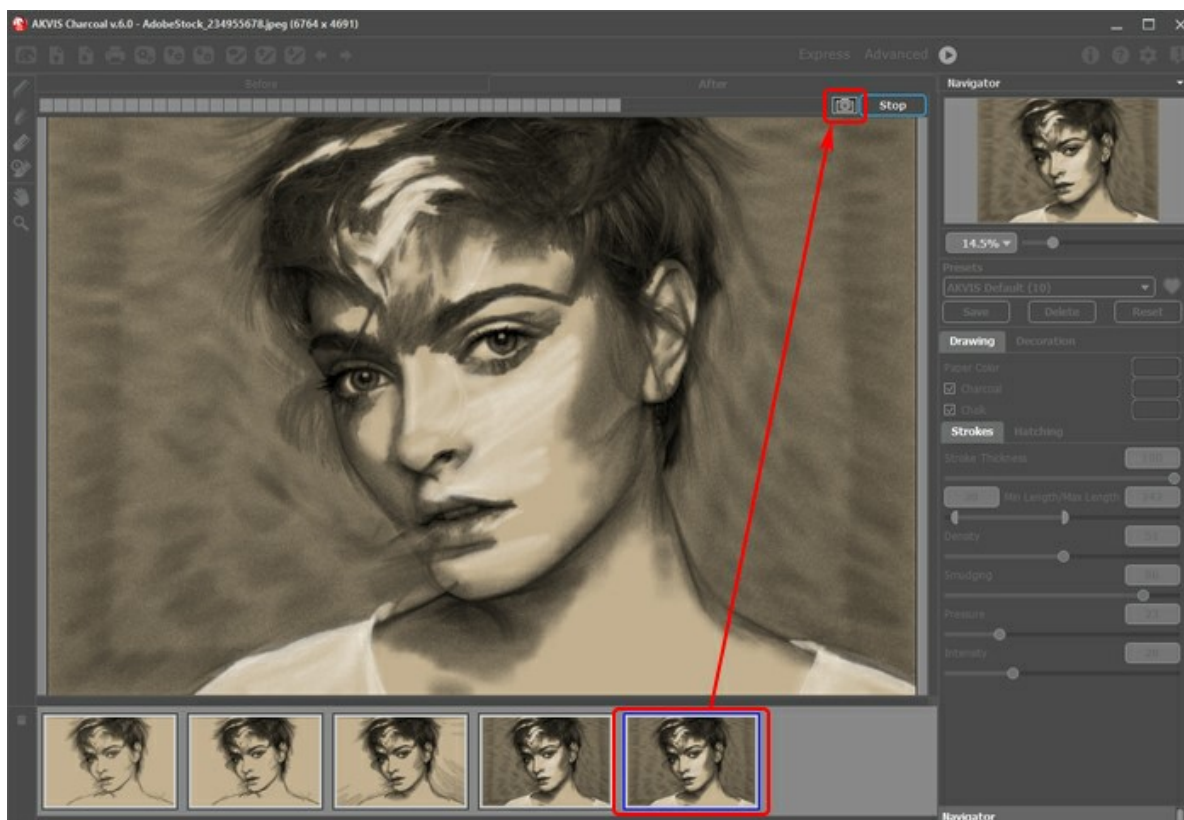 AKVIS Charcoal v.6.0 - AdobeStock_234955678.jpeg (6764 x 4691)
Express Advanced
Before After
Stop
Navigator
14.5%
Presets
AKVIS Default (10)
Save Delete Reset
Drawing Decoration
Paper Color
Charcoal
Chalk
Strokes Hatching
Stroke Thickness
Min Length/Max Length
Density
Smudging
Pressure
Intensity
Navigator